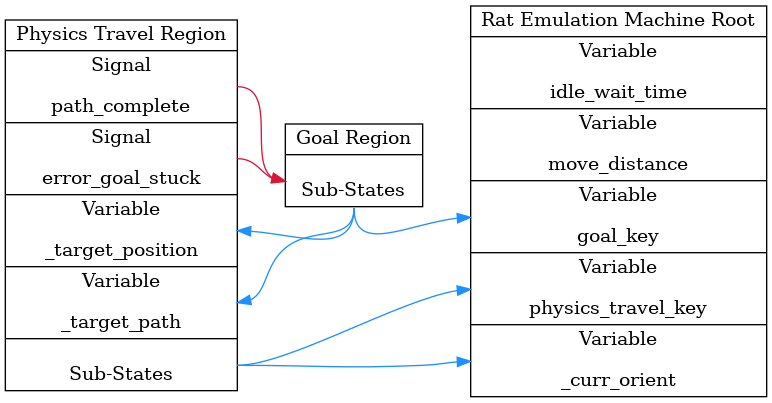 Physics Travel Region
Signal
path_complete
Signal
error_goal_stuck
Variable
_target_position
Variable
_target_path
Sub-States
Goal Region
Sub-States
Rat Emulation Machine Root
Variable
idle_wait_time
Variable
move_distance
Variable
goal_key
Variable
physics_travel_key
Variable
_curr_orient